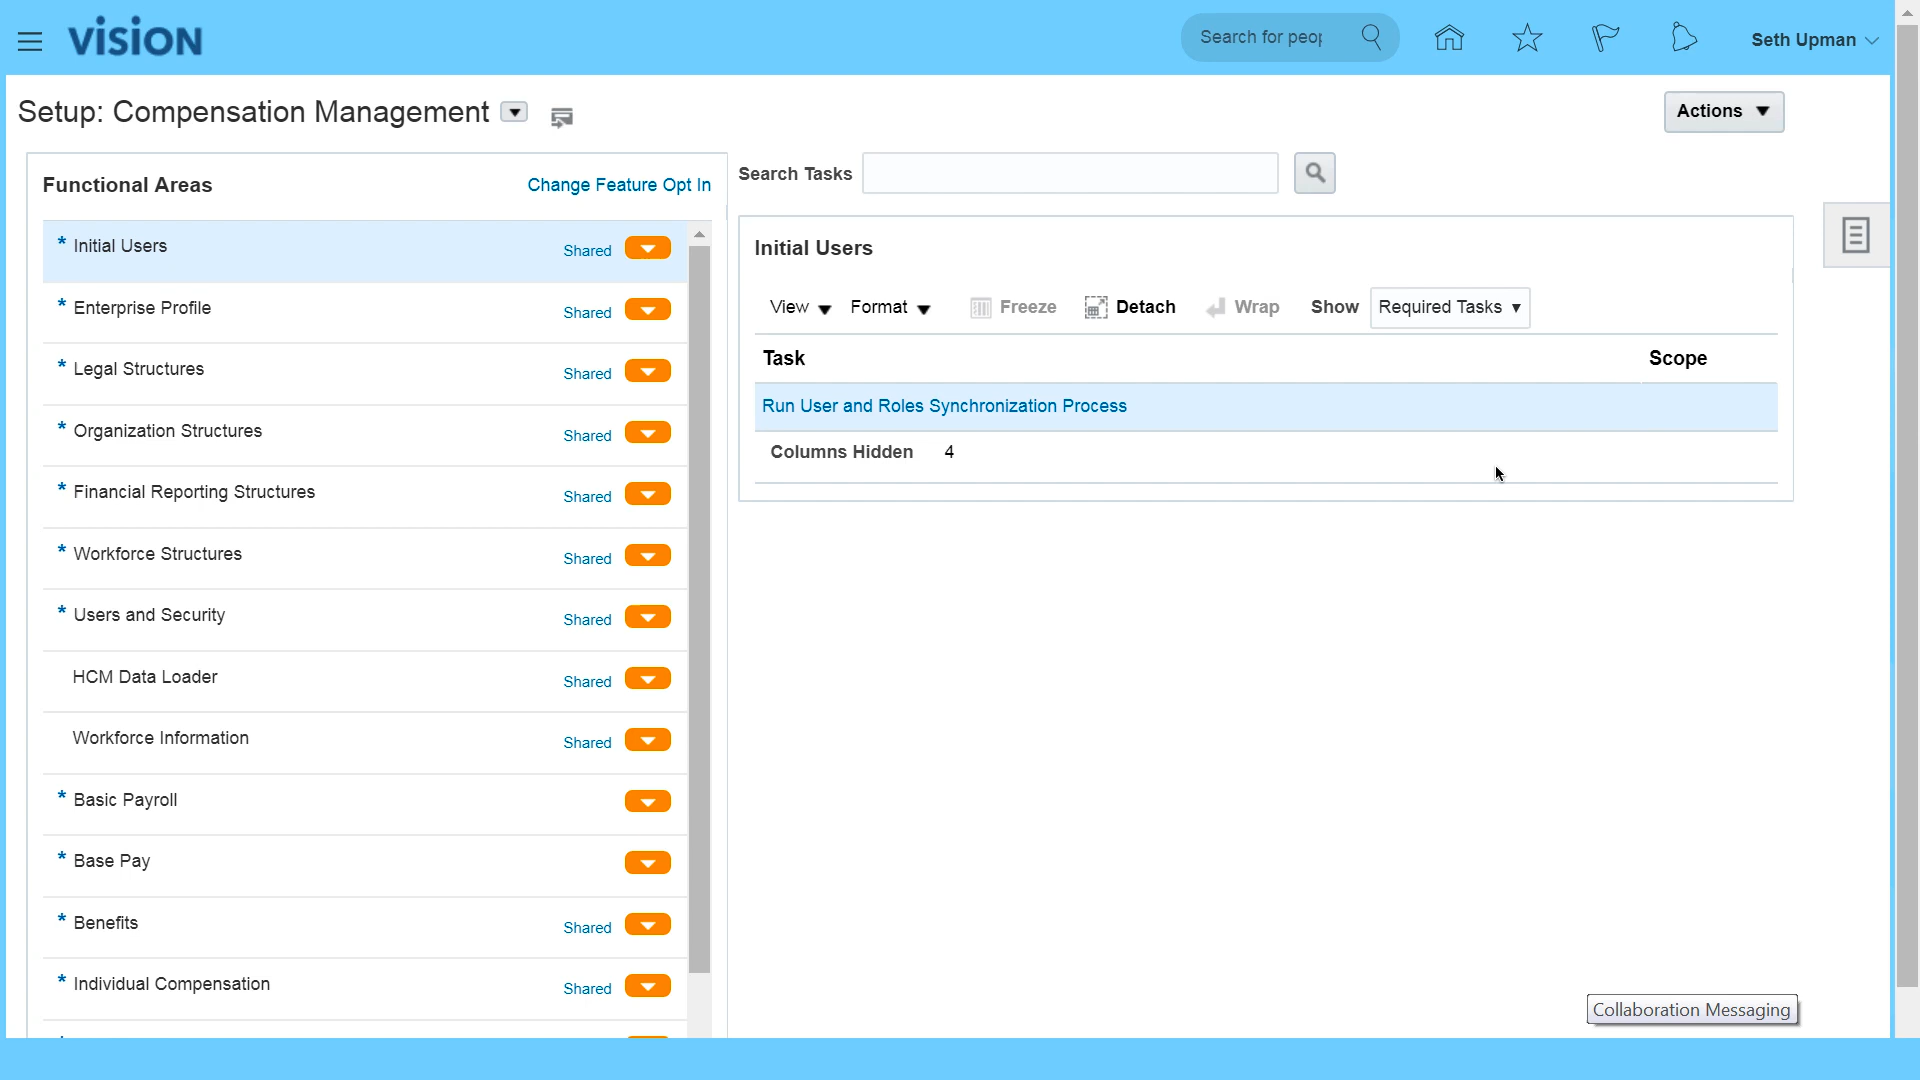 vision
Search for peop
Seth Upman
Setup: Compensation Management
Actions
Functional Areas
Change Feature Opt In
* Initial Users Shared
* Enterprise Profile Shared
* Legal Structures Shared
* Organization Structures Shared
* Financial Reporting Structures Shared
* Workforce Structures Shared
* Users and Security Shared
HCM Data Loader Shared
Workforce Information Shared
* Basic Payroll
* Base Pay
* Benefits Shared
* Individual Compensation Shared
Search Tasks
Initial Users
View Format Freeze Detach Wrap Show Required Tasks
Task Scope
Run User and Roles Synchronization Process
Columns Hidden 4
Collaboration Messaging